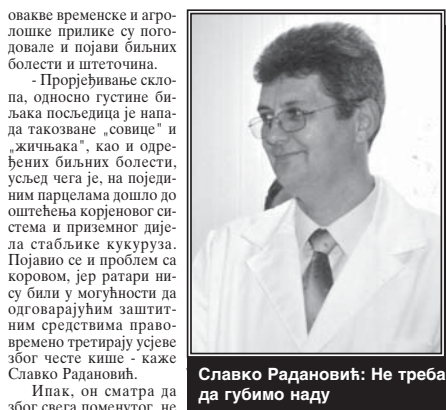 овакве временске и агро-
лошке прилике су пого-
довале и појави биљних
болести и штеточина.
- Прорјеђивање скло-
па, односно густине би-
љака посљедица је напа-
да такозване „совице" и
„жичњака", као и одре-
ђених биљних болести,
усљед чега је, на поједи-
ним парцелама дошло до
оштећења корјеновог си-
стема и приземног дије-
ла стабљике кукуруза.
Појавио се и проблем са
коровом, јер ратари ни-
су били у могућности да
одговарајућим заштит-
ним средствима право-
времено третирају усјеве
због честе кише - каже
Славко Радановић.
Ипак, он сматра да
због свега поменутог, не
Славко Радановић: Не треба
да губимо наду